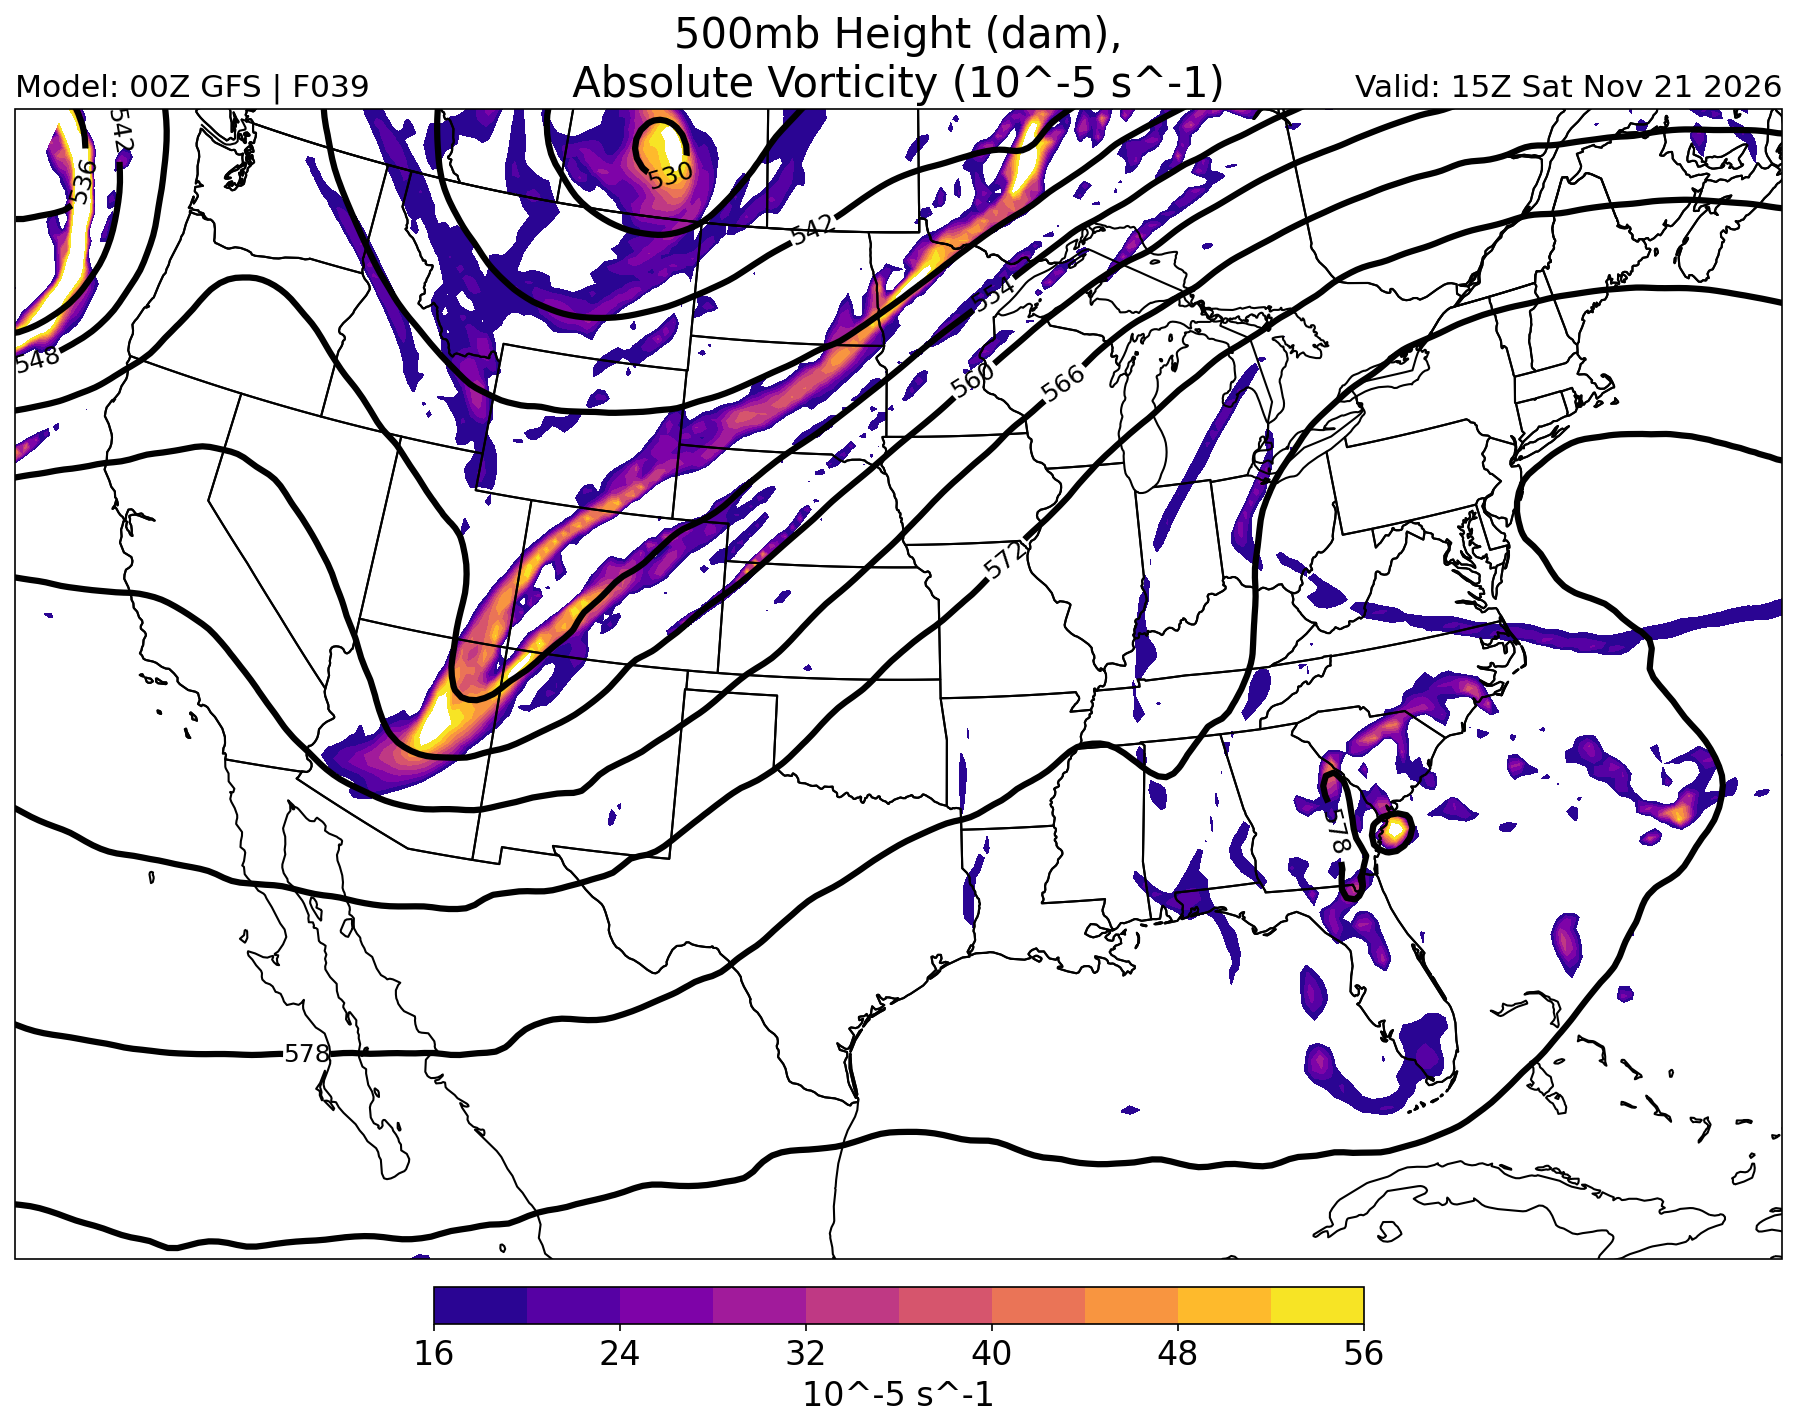 500mb Height (dam),
Absolute Vorticity (10^-5 s^-1)
Model: 00Z GFS | F039
Valid: 15Z Sat Nov 21 2026
542
536
530
542
548
554
560
566
572
578
578
16 24 32 40 48 56
10^-5 s^-1